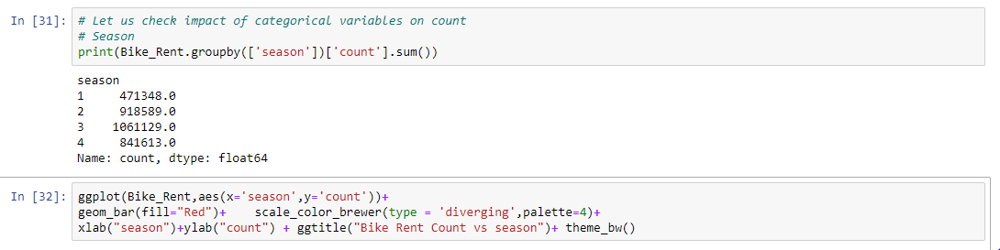 In [31]: # Let us check impact of categorical variables on count
# Season
print(Bike_Rent.groupby(['season'])['count'].sum())
season
1     471348.0
2     918589.0
3    1061129.0
4     841613.0
Name: count, dtype: float64
In [32]: ggplot(Bike_Rent,aes(x='season',y='count'))+
geom_bar(fill="Red")+    scale_color_brewer(type = 'diverging',palette=4)+
xlab("season")+ylab("count") + ggtitle("Bike Rent Count vs season")+ theme_bw()